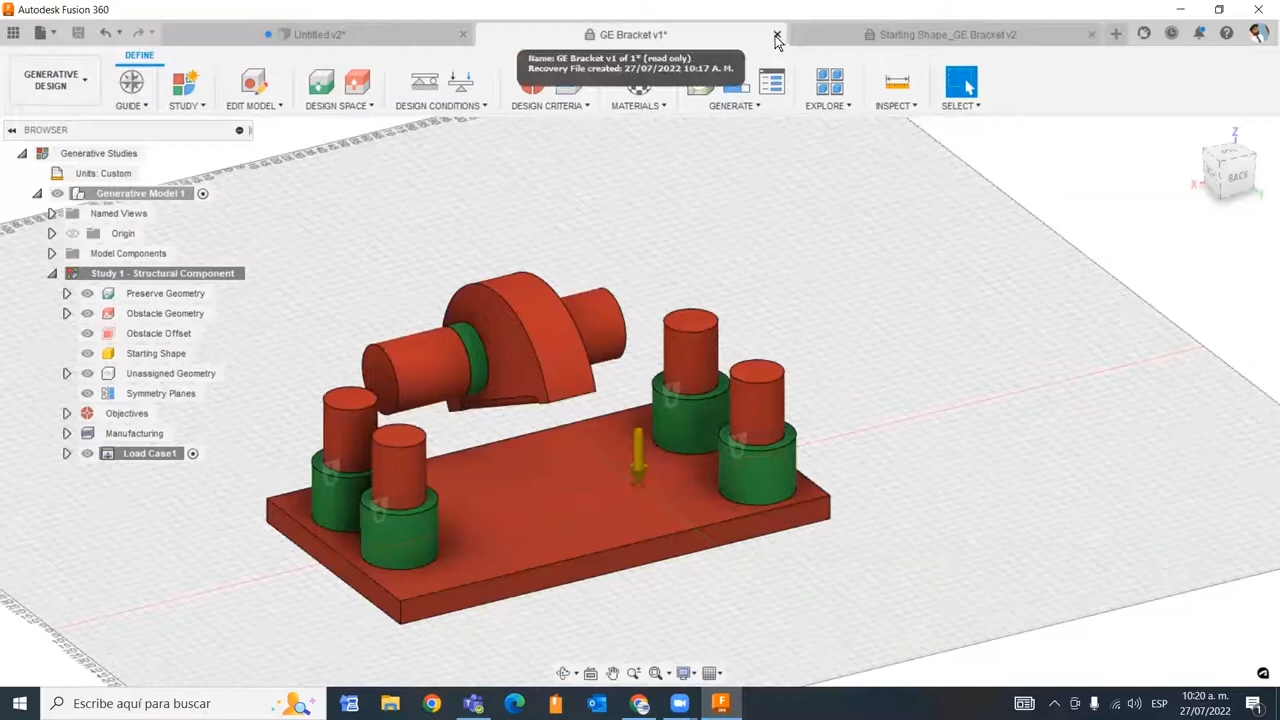 Autodesk Fusion 360
Untitled v2*
GE Bracket v1*
Starting Shape_GE Bracket v2
Name: GE Bracket v1 of 1* (read only)
Recovery File created: 27/07/2022 10:17 A. M.
DEFINE
GENERATIVE
DESIGN
GUIDE
STUDY
EDIT MODEL
DESIGN SPACE
DESIGN CONDITIONS
DESIGN CRITERIA
MATERIALS
GENERATE
EXPLORE
INSPECT
SELECT
BROWSER
Generative Studies
Units: Custom
Generative Model 1
Named Views
Origin
Model Components
Study 1 - Structural Component
Preserve Geometry
Obstacle Geometry
Obstacle Offset
Starting Shape
Unassigned Geometry
Symmetry Planes
Objectives
Manufacturing
Load Case1
Z
X
Y
BACK
Escribe aquí para buscar
ESP
10:20 a. m.
27/07/2022